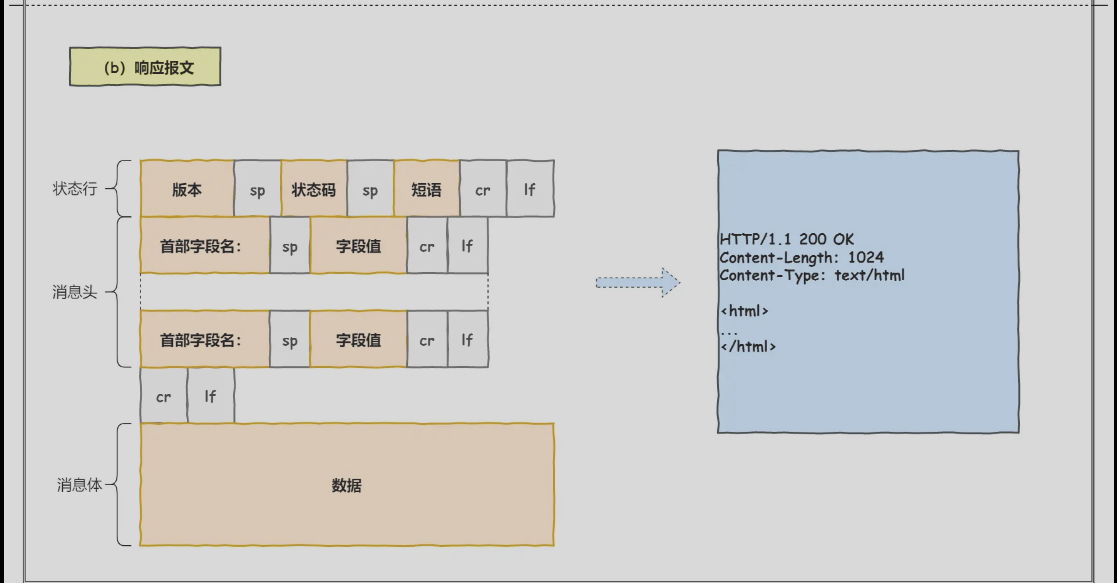 (b) 响应报文
状态行
版本 sp 状态码 sp 短语 cr lf
首部字段名: sp 字段值 cr lf
消息头
首部字段名: sp 字段值 cr lf
cr lf
消息体
数据
HTTP/1.1 200 OK
Content-Length: 1024
Content-Type: text/html
<html>
...
</html>